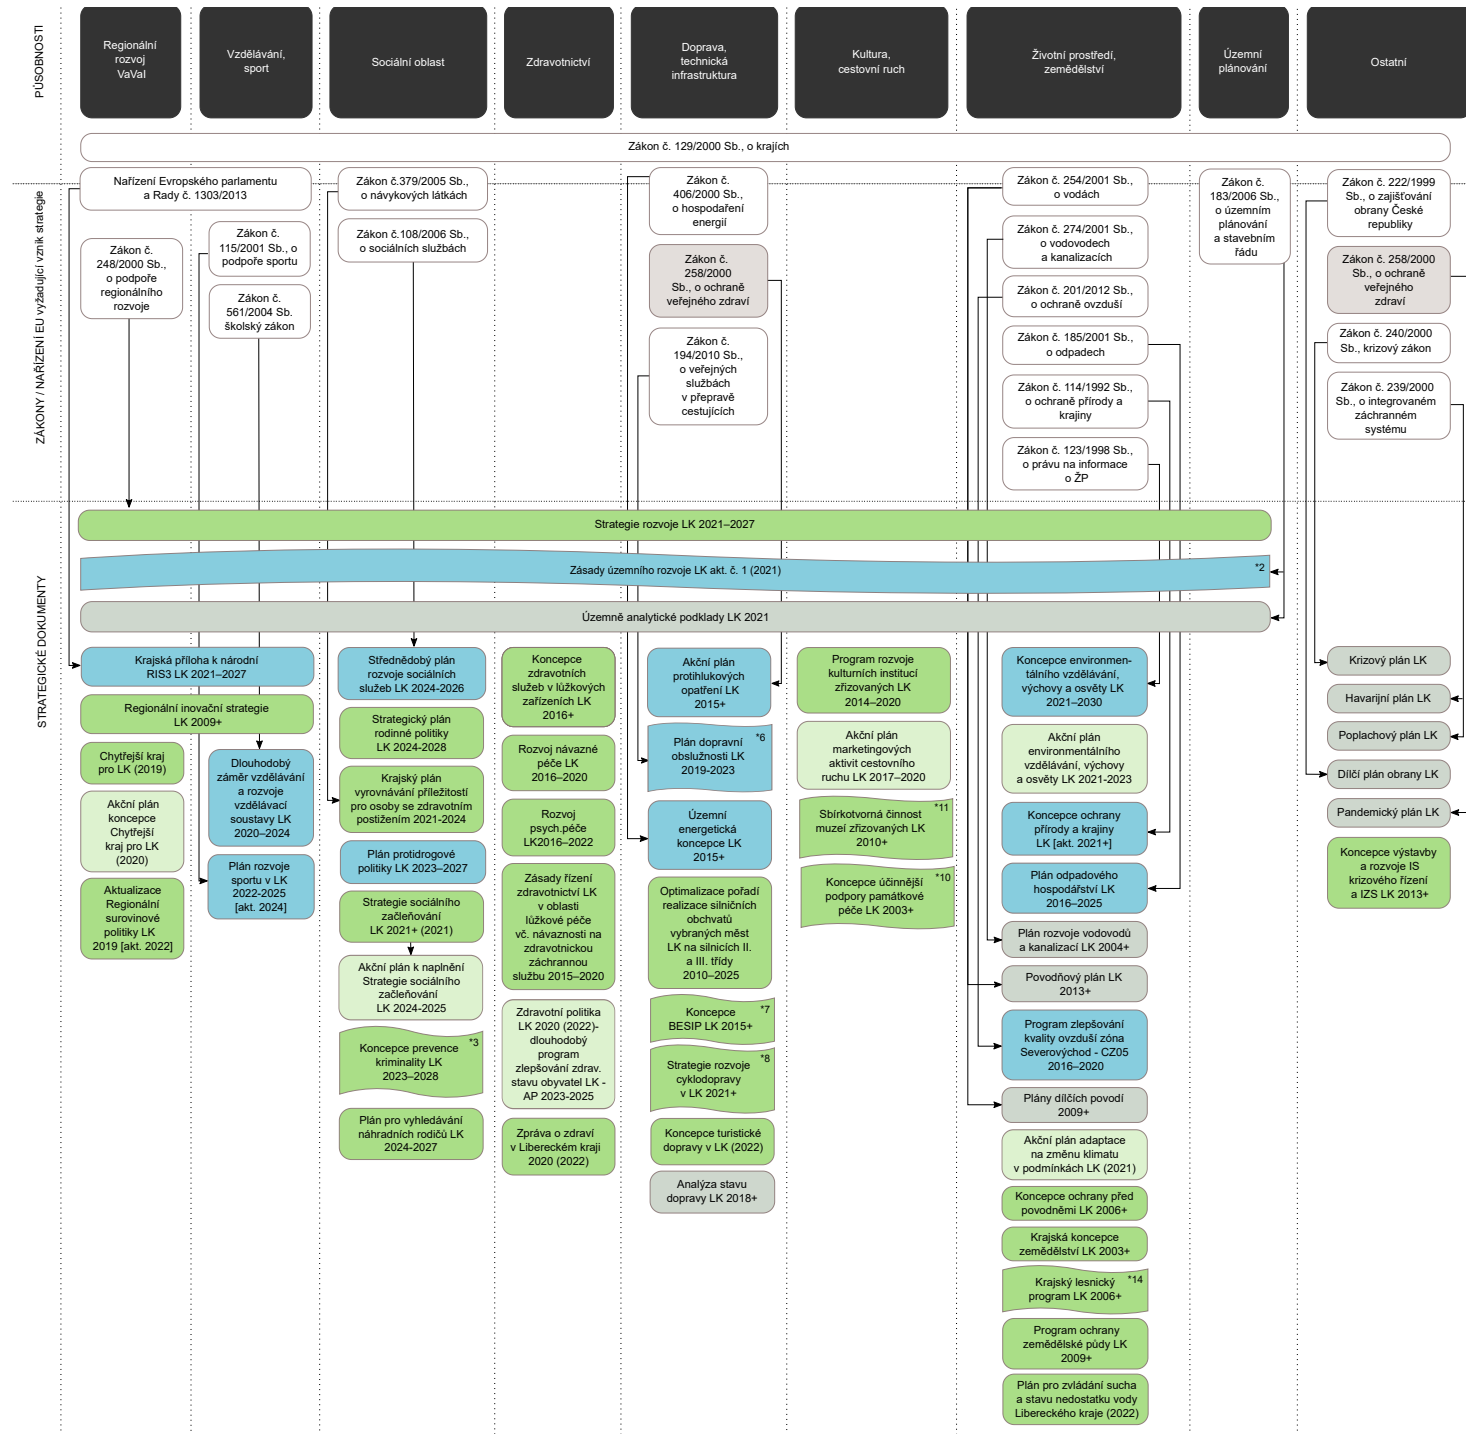 PŮSOBNOSTI
Regionální
rozvoj
VaVaI
Vzdělávání,
sport
Sociální oblast
Zdravotnictví
Doprava,
technická
infrastruktura
Kultura,
cestovní ruch
Životní prostředí,
zemědělství
Územní
plánování
Ostatní
Zákon č. 129/2000 Sb., o krajích
ZÁKONY / NAŘÍZENÍ EU vyžadující vznik strategie
Nařízení Evropského parlamentu
a Rady č. 1303/2013
Zákon č.
248/2000 Sb.,
o podpoře
regionálního
rozvoje
Zákon č.
115/2001 Sb., o
podpoře sportu
Zákon č.
561/2004 Sb.
školský zákon
Zákon č.379/2005 Sb.,
o návykových látkách
Zákon č.108/2006 Sb.,
o sociálních službách
Zákon č.
406/2000 Sb.,
o hospodaření
energií
Zákon č.
258/2000
Sb., o ochraně
veřejného zdraví
Zákon č.
194/2010 Sb.,
o veřejných
službách
v přepravě
cestujících
Zákon č. 254/2001 Sb.,
o vodách
Zákon č. 274/2001 Sb.,
o vodovodech
a kanalizacích
Zákon č. 201/2012 Sb.,
o ochraně ovzduší
Zákon č. 185/2001 Sb.,
o odpadech
Zákon č. 114/1992 Sb.,
o ochraně přírody a
krajiny
Zákon č. 123/1998 Sb.,
o právu na informace
o ŽP
Zákon č.
183/2006 Sb.,
o územním
plánování
a stavebním
řádu
Zákon č. 222/1999
Sb., o zajišťování
obrany České
republiky
Zákon č. 258/2000
Sb., o ochraně
veřejného
zdraví
Zákon č. 240/2000
Sb., krizový zákon
Zákon č. 239/2000
Sb., o integrovaném
záchranném
systému
STRATEGICKÉ DOKUMENTY
Strategie rozvoje LK 2021–2027
Zásady územního rozvoje LK akt. č. 1 (2021)
*2
Územně analytické podklady LK 2021
Krajská příloha k národní
RIS3 LK 2021–2027
Regionální inovační strategie
LK 2009+
Chytřejší kraj
pro LK (2019)
Akční plán
koncepce
Chytřejší
kraj pro LK
(2020)
Aktualizace
Regionální
surovinové
politiky LK
2019 [akt. 2022]
Dlouhodobý
záměr vzdělávání
a rozvoje
vzdělávací
soustavy LK
2020–2024
Plán rozvoje
sportu v LK
2022-2025
[akt. 2024]
Střednědobý plán
rozvoje sociálních
služeb LK 2024-2026
Strategický plán
rodinné politiky
LK 2024-2028
Krajský plán
vyrovnávání příležitostí
pro osoby se zdravotním
postižením 2021-2024
Plán protidrogové
politiky LK 2023–2027
Strategie sociálního
začleňování
LK 2021+ (2021)
Akční plán k naplnění
Strategie sociálního
začleňování
LK 2024-2025
*3
Koncepce prevence
kriminality LK
2023–2028
Plán pro vyhledávání
náhradních rodičů LK
2024-2027
Koncepce
zdravotních
služeb v lůžkových
zařízeních LK
2016+
Rozvoj návazné
péče LK
2016–2020
Rozvoj
psych.péče
LK2016–2022
Zásady řízení
zdravotnictví LK
v oblasti
lůžkové péče
vč. návaznosti na
zdravotnickou
záchrannou
službu 2015–2020
Zdravotní politika
LK 2020 (2022)-
dlouhodobý
program
zlepšování zdrav.
stavu obyvatel LK -
AP 2023-2025
Zpráva o zdraví
v Libereckém kraji
2020 (2022)
Akční plán
protihlukových
opatření LK
2015+
*6
Plán dopravní
obslužnosti LK
2019-2023
Územní
energetická
koncepce LK
2015+
Optimalizace pořadí
realizace silničních
obchvatů
vybraných měst
LK na silnicích II.
a III. třídy
2010–2025
*7
Koncepce
BESIP LK 2015+
*8
Strategie rozvoje
cyklodopravy
v LK 2021+
Koncepce turistické
dopravy v LK (2022)
Analýza stavu
dopravy LK 2018+
Program rozvoje
kulturních institucí
zřizovaných LK
2014–2020
Akční plán
marketingových
aktivit cestovního
ruchu LK 2017–2020
*11
Sbírkotvorná činnost
muzeí zřizovaných LK
2010+
*10
Koncepce účinnější
podpory památkové
péče LK 2003+
Koncepce environmen-
tálního vzdělávání,
výchovy a osvěty LK
2021–2030
Akční plán
environmentálního
vzdělávání, výchovy
a osvěty LK 2021-2023
Koncepce ochrany
přírody a krajiny
LK [akt. 2021+]
Plán odpadového
hospodářství LK
2016–2025
Plán rozvoje vodovodů
a kanalizací LK 2004+
Povodňový plán LK
2013+
Program zlepšování
kvality ovzduší zóna
Severovýchod - CZ05
2016–2020
Plány dílčích povodí
2009+
Akční plán adaptace
na změnu klimatu
v podmínkách LK (2021)
Koncepce ochrany před
povodněmi LK 2006+
Krajská koncepce
zemědělství LK 2003+
*14
Krajský lesnický
program LK 2006+
Program ochrany
zemědělské půdy LK
2009+
Plán pro zvládání sucha
a stavu nedostatku vody
Libereckého kraje (2022)
Krizový plán LK
Havarijní plán LK
Poplachový plán LK
Dílčí plán obrany LK
Pandemický plán LK
Koncepce výstavby
a rozvoje IS
krizového řízení
a IZS LK 2013+